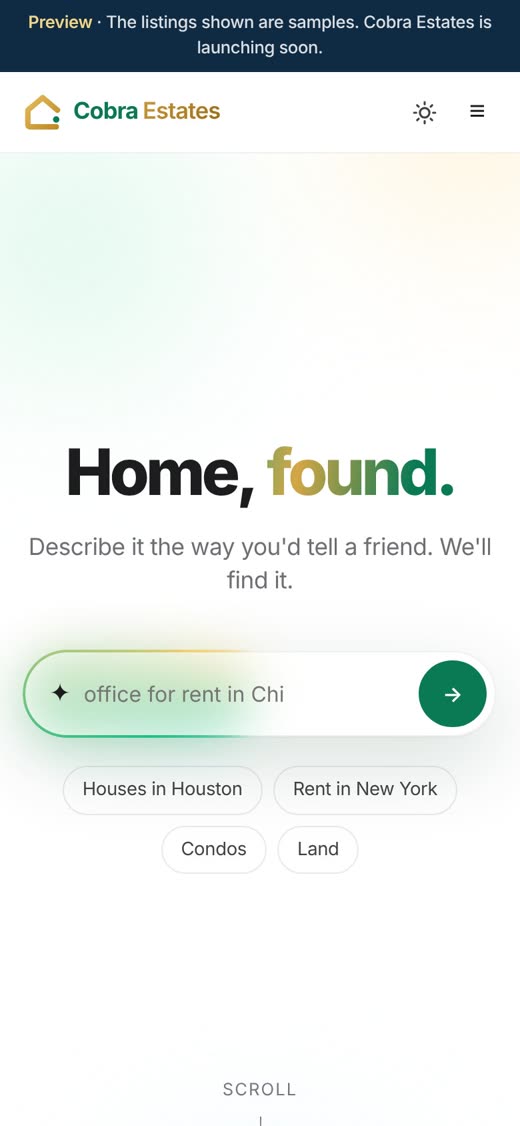 Preview · The listings shown are samples. Cobra Estates is
launching soon.
Cobra Estates
Home, found.
Describe it the way you'd tell a friend. We'll
find it.
office for rent in Chi
Houses in Houston
Rent in New York
Condos
Land
SCROLL